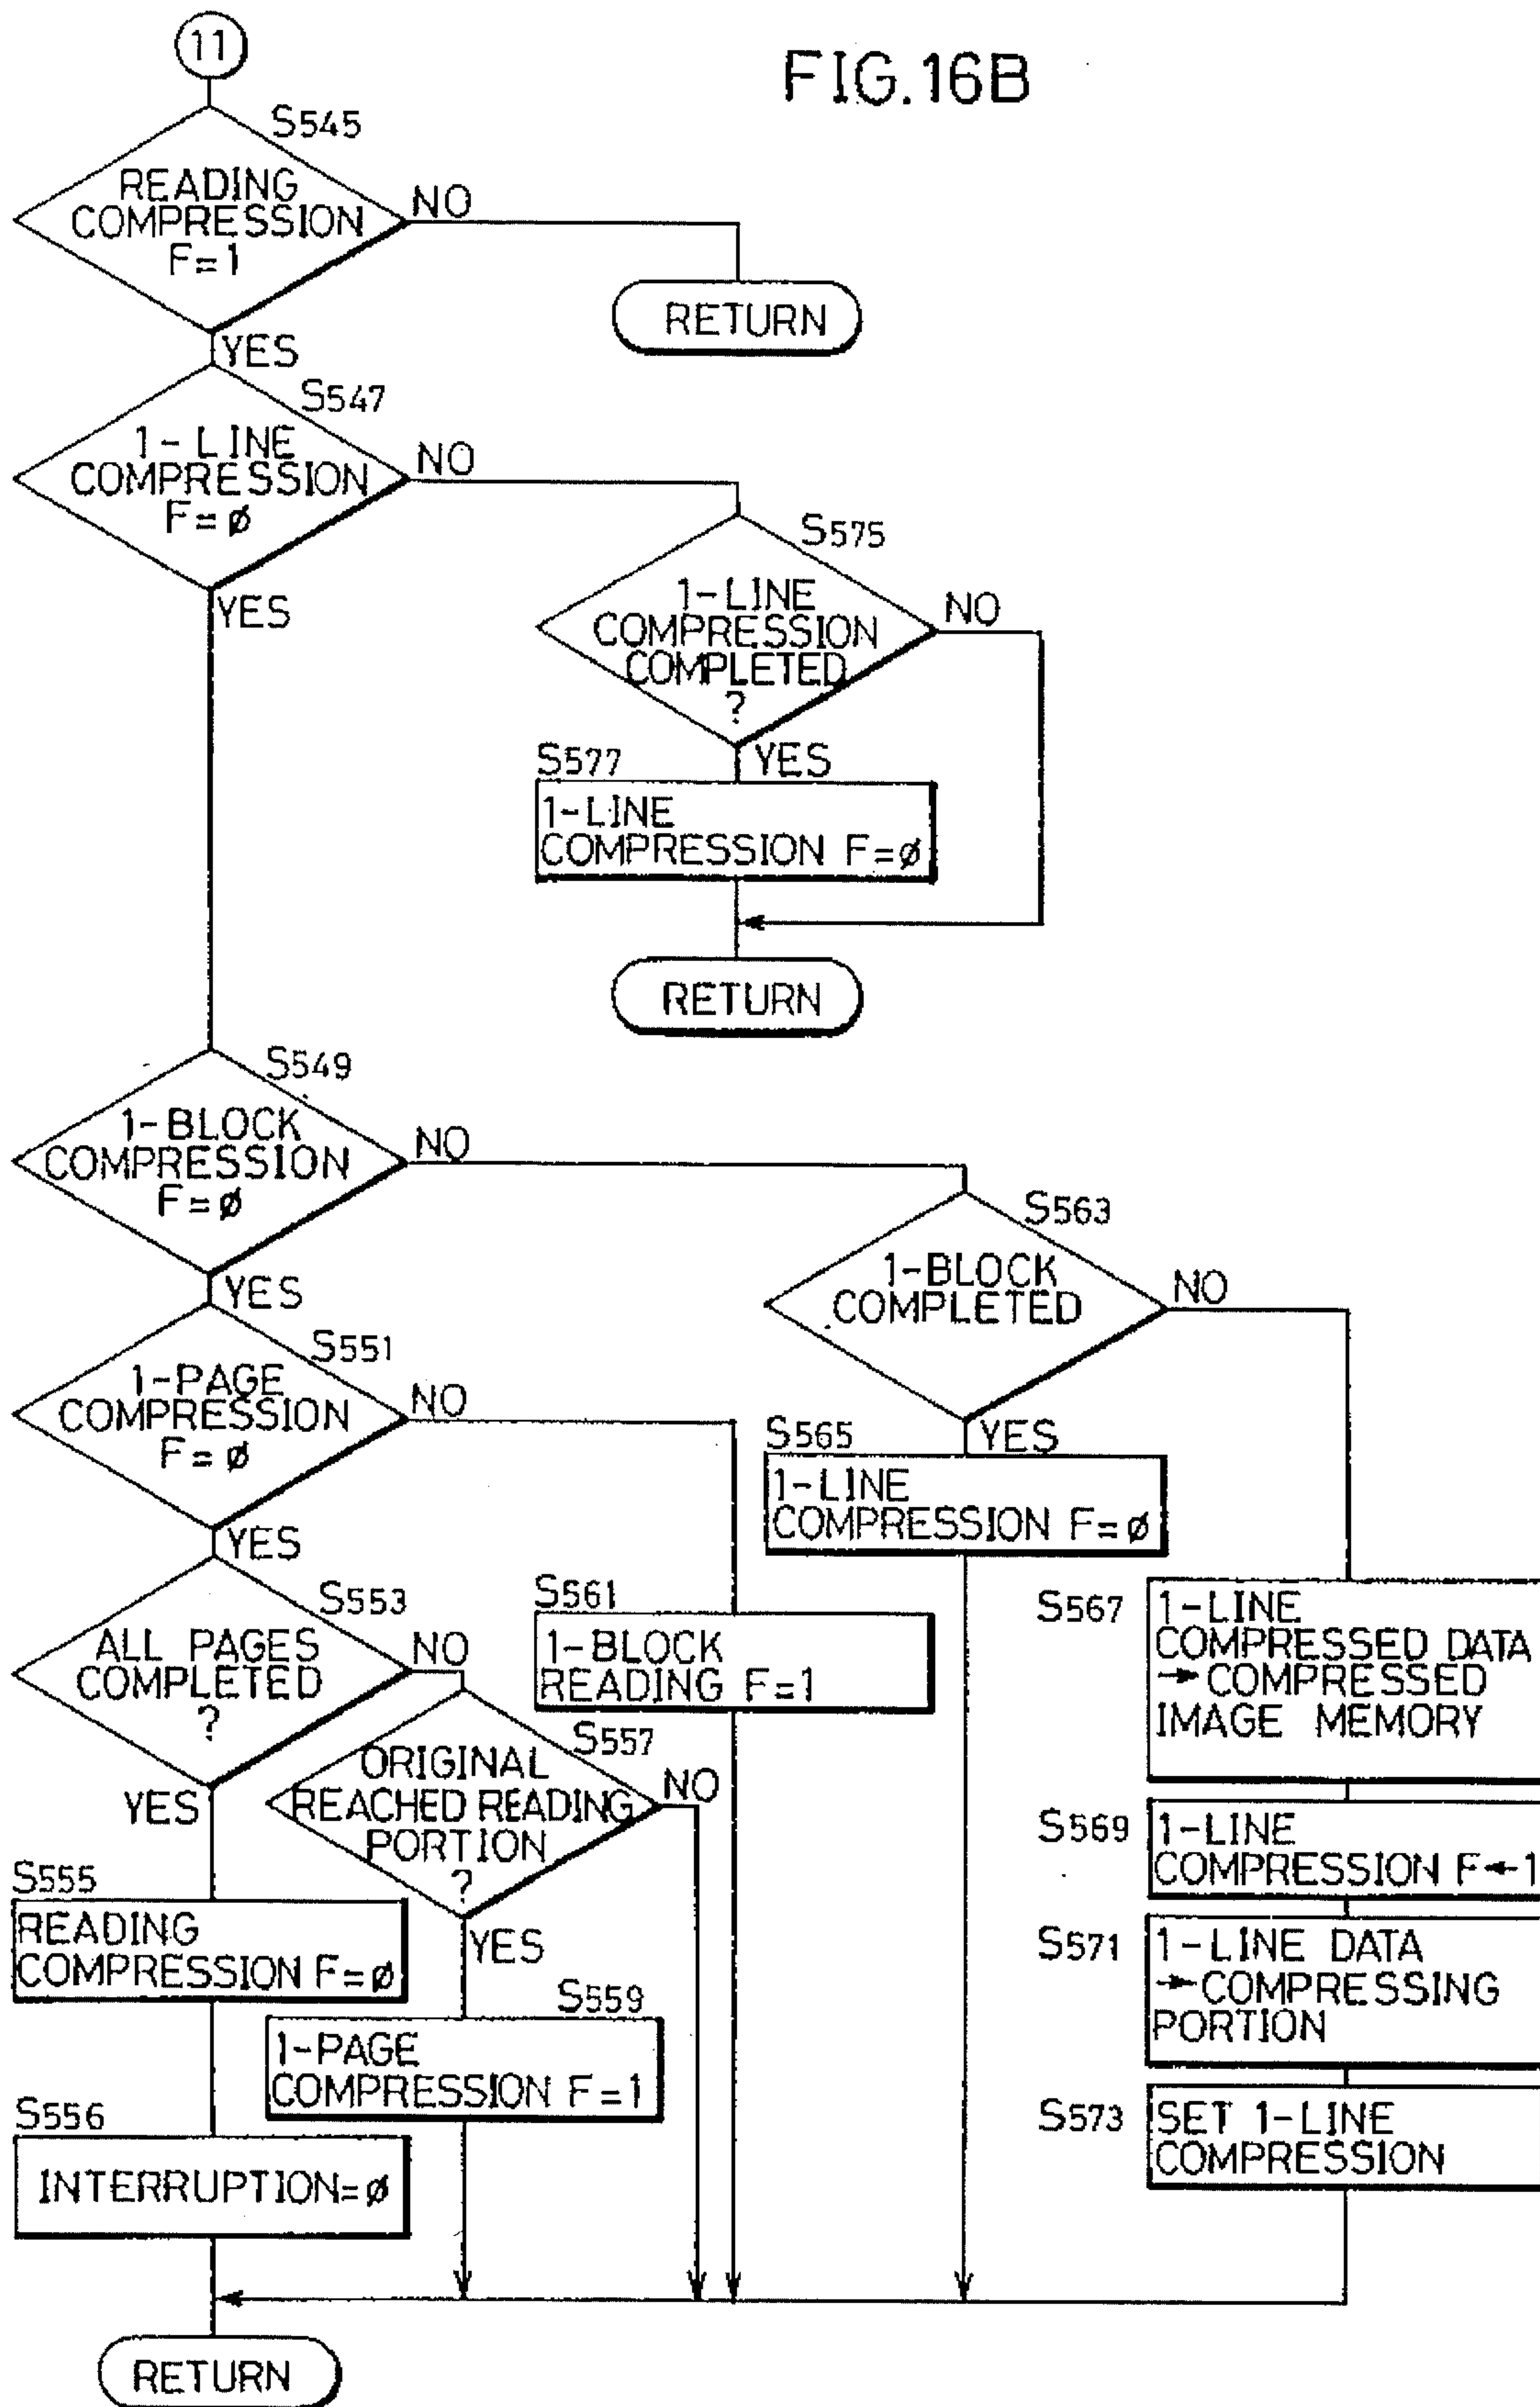 11
FIG.16B
S545
READING
COMPRESSION
F=1
NO
RETURN
YES
S547
1-LINE
COMPRESSION
F=ø
NO
YES
S575
1-LINE
COMPRESSION
COMPLETED
?
NO
YES
S577
1-LINE
COMPRESSION F=ø
RETURN
S549
1-BLOCK
COMPRESSION
F=ø
NO
YES
S563
1-BLOCK
COMPLETED
NO
YES
S551
1-PAGE
COMPRESSION
F=ø
NO
YES
S565
1-LINE
COMPRESSION F=ø
S553
ALL PAGES
COMPLETED
?
NO
YES
S561
1-BLOCK
READING F=1
S557
ORIGINAL
REACHED READING
PORTION
?
NO
YES
S567
1-LINE
COMPRESSED DATA
→COMPRESSED
IMAGE MEMORY
S569
1-LINE
COMPRESSION F←1
S555
READING
COMPRESSION F=ø
S571
1-LINE DATA
→COMPRESSING
PORTION
S559
1-PAGE
COMPRESSION F=1
S573
SET 1-LINE
COMPRESSION
S556
INTERRUPTION=ø
RETURN